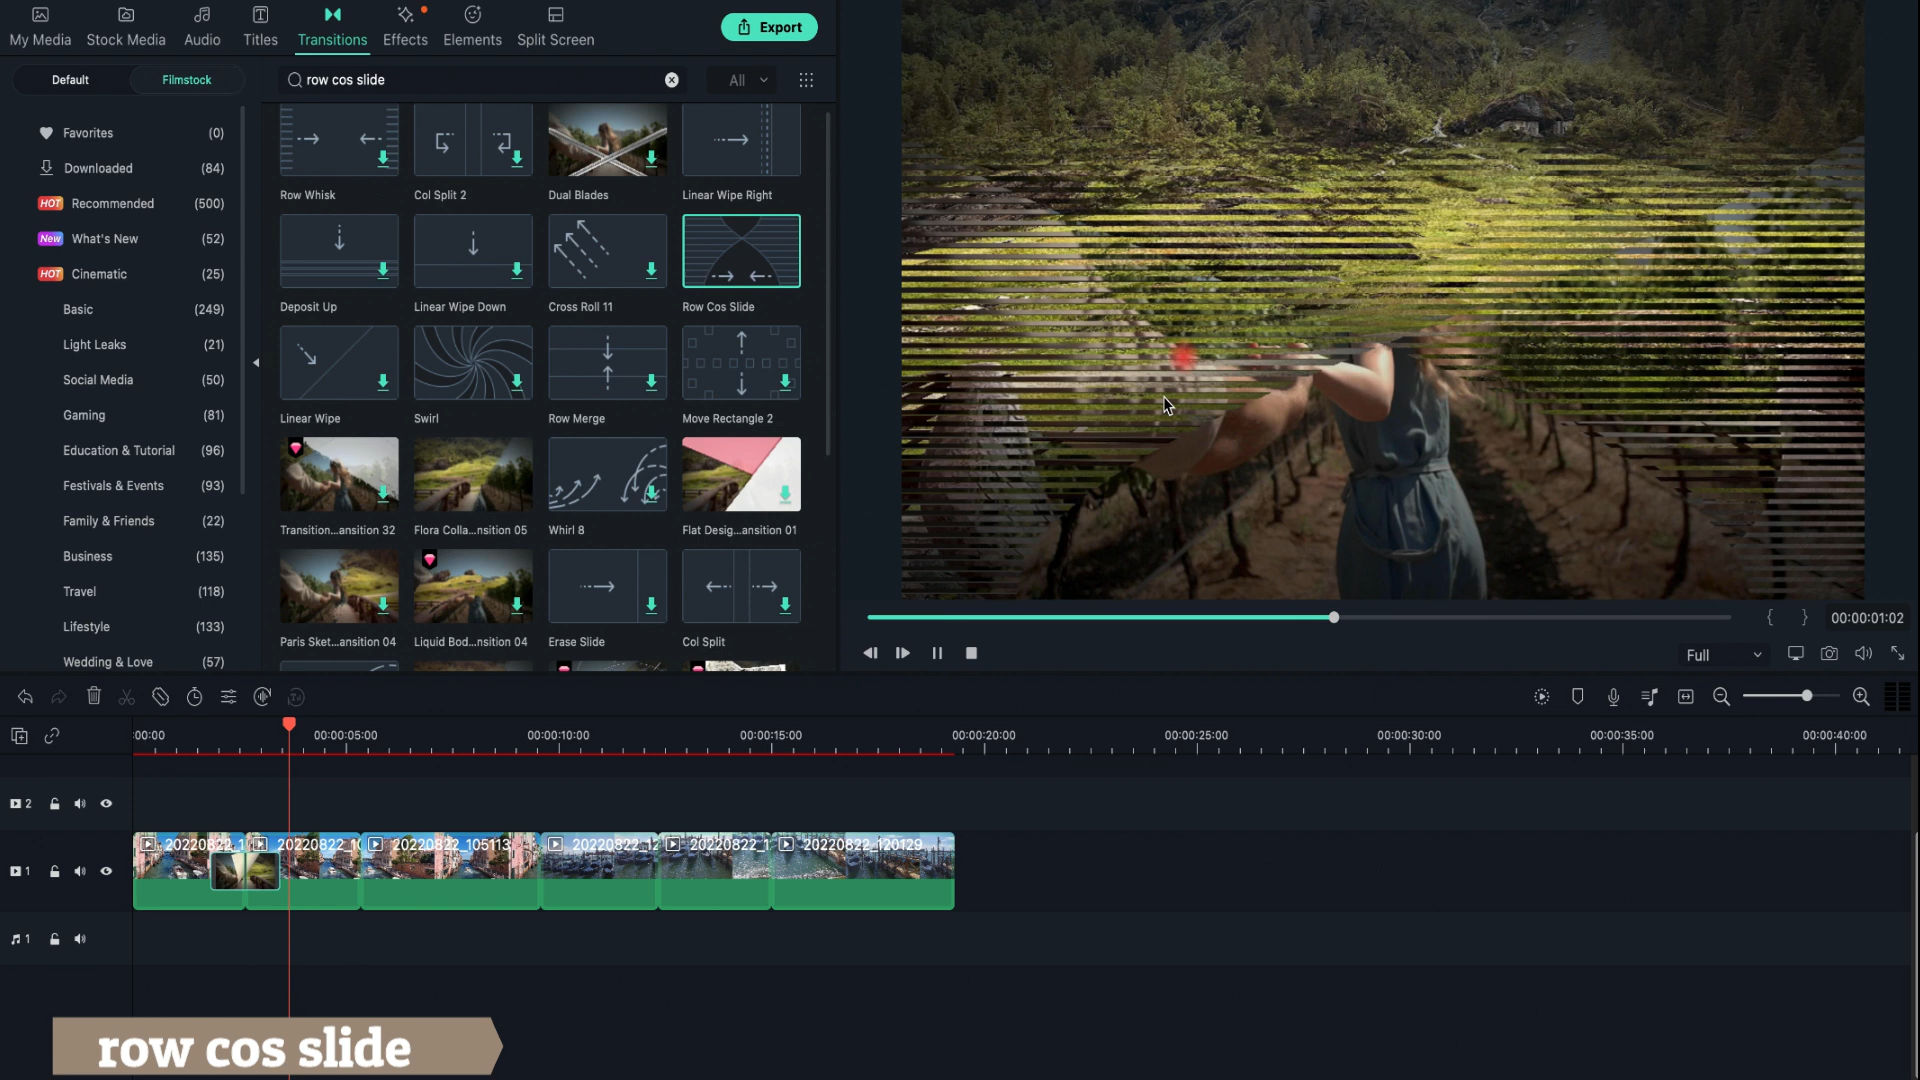 My Media
Stock Media
Audio
Titles
Transitions
Effects
Elements
Split Screen
Export
Default
Filmstock
row cos slide
All
Favorites (0)
Downloaded (84)
HOT Recommended (500)
New What's New (52)
HOT Cinematic (25)
Basic (249)
Light Leaks (21)
Social Media (50)
Gaming (81)
Education & Tutorial (96)
Festivals & Events (93)
Family & Friends (22)
Business (135)
Travel (118)
Lifestyle (133)
Wedding & Love (57)
Row Whisk
Col Split 2
Dual Blades
Linear Wipe Right
Deposit Up
Linear Wipe Down
Cross Roll 11
Row Cos Slide
Linear Wipe
Swirl
Row Merge
Move Rectangle 2
Transition...ansition 32
Flora Colla...nsition 05
Whirl 8
Flat Desig...ansition 01
Paris Sket...ansition 04
Liquid Bod...nsition 04
Erase Slide
Col Split
{ }
00:00:01:02
Full
:00:00
00:00:05:00
00:00:10:00
00:00:15:00
00:00:20:00
00:00:25:00
00:00:30:00
00:00:35:00
00:00:40:00
2
1
20220822_1
20220822_10
20220822_105113
20220822_12
20220822_1
20220822_120129
1
row cos slide